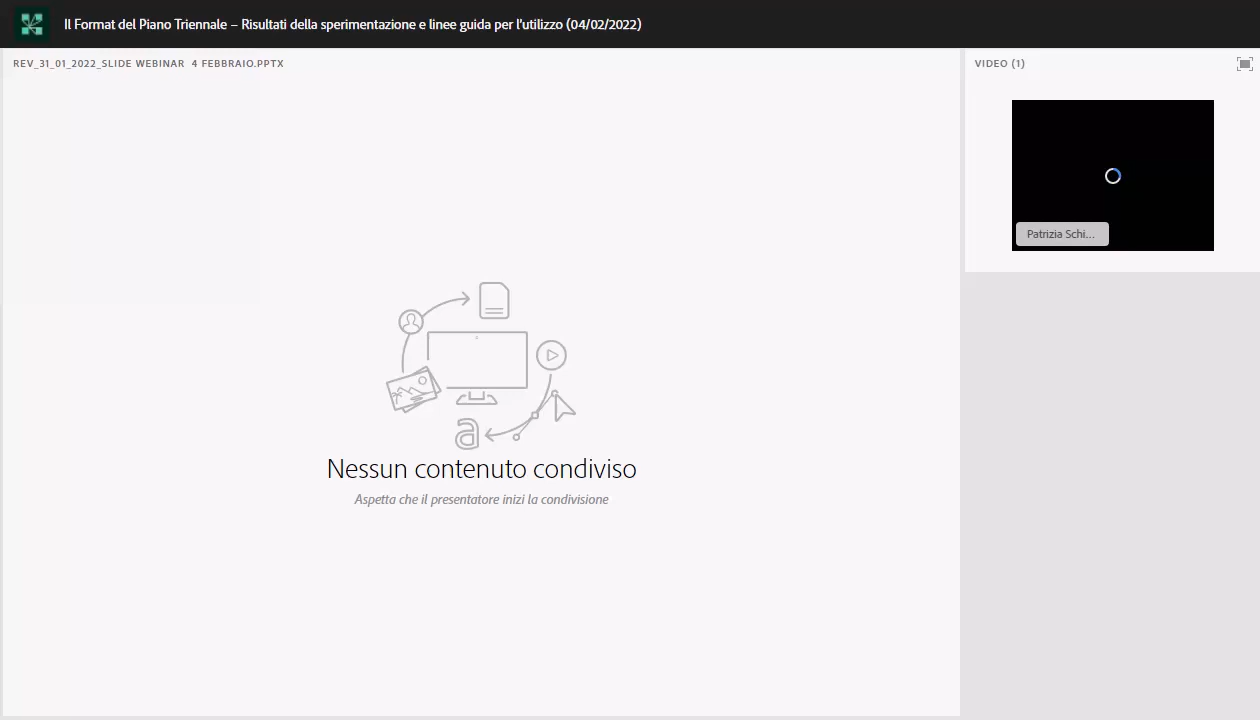 Il Format del Piano Triennale – Risultati della sperimentazione e linee guida per l'utilizzo (04/02/2022)
REV_31_01_2022_SLIDE WEBINAR 4 FEBBRAIO.PPTX
VIDEO (1)
Patrizia Schi...
Nessun contenuto condiviso
Aspetta che il presentatore inizi la condivisione